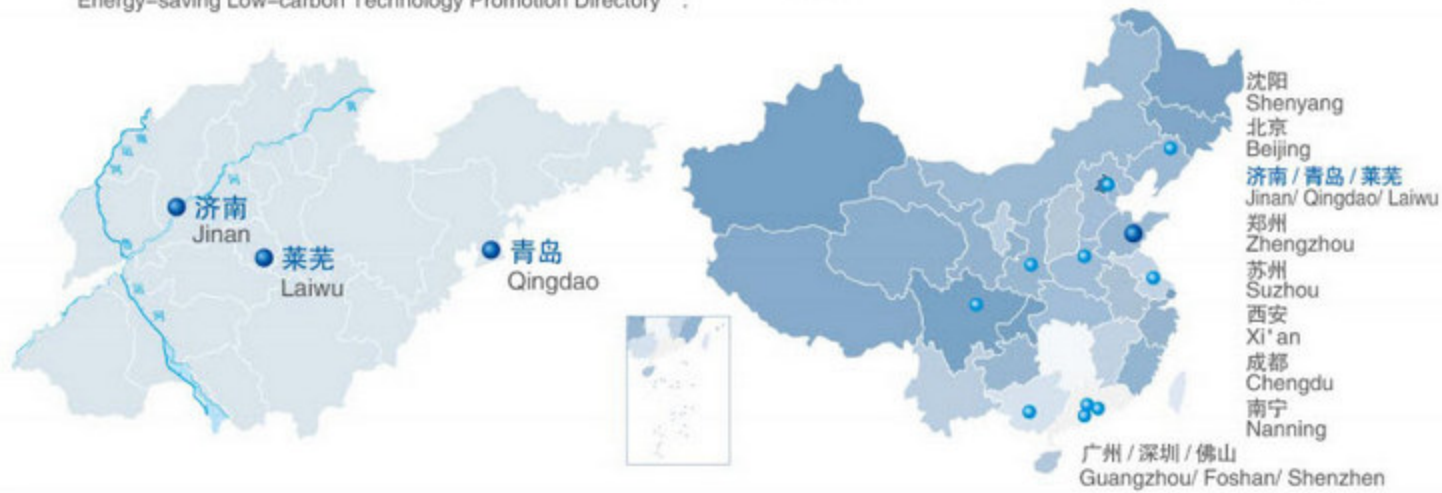 Energy-saving Low-carbon Technology Promotion Directory .
济南
Jinan
莱芜
Laiwu
青岛
Qingdao
沈阳
Shenyang
北京
Beijing
济南 / 青岛 / 莱芜
Jinan/ Qingdao/ Laiwu
郑州
Zhengzhou
苏州
Suzhou
西安
Xi'an
成都
Chengdu
南宁
Nanning
广州 / 深圳 / 佛山
Guangzhou/ Foshan/ Shenzhen